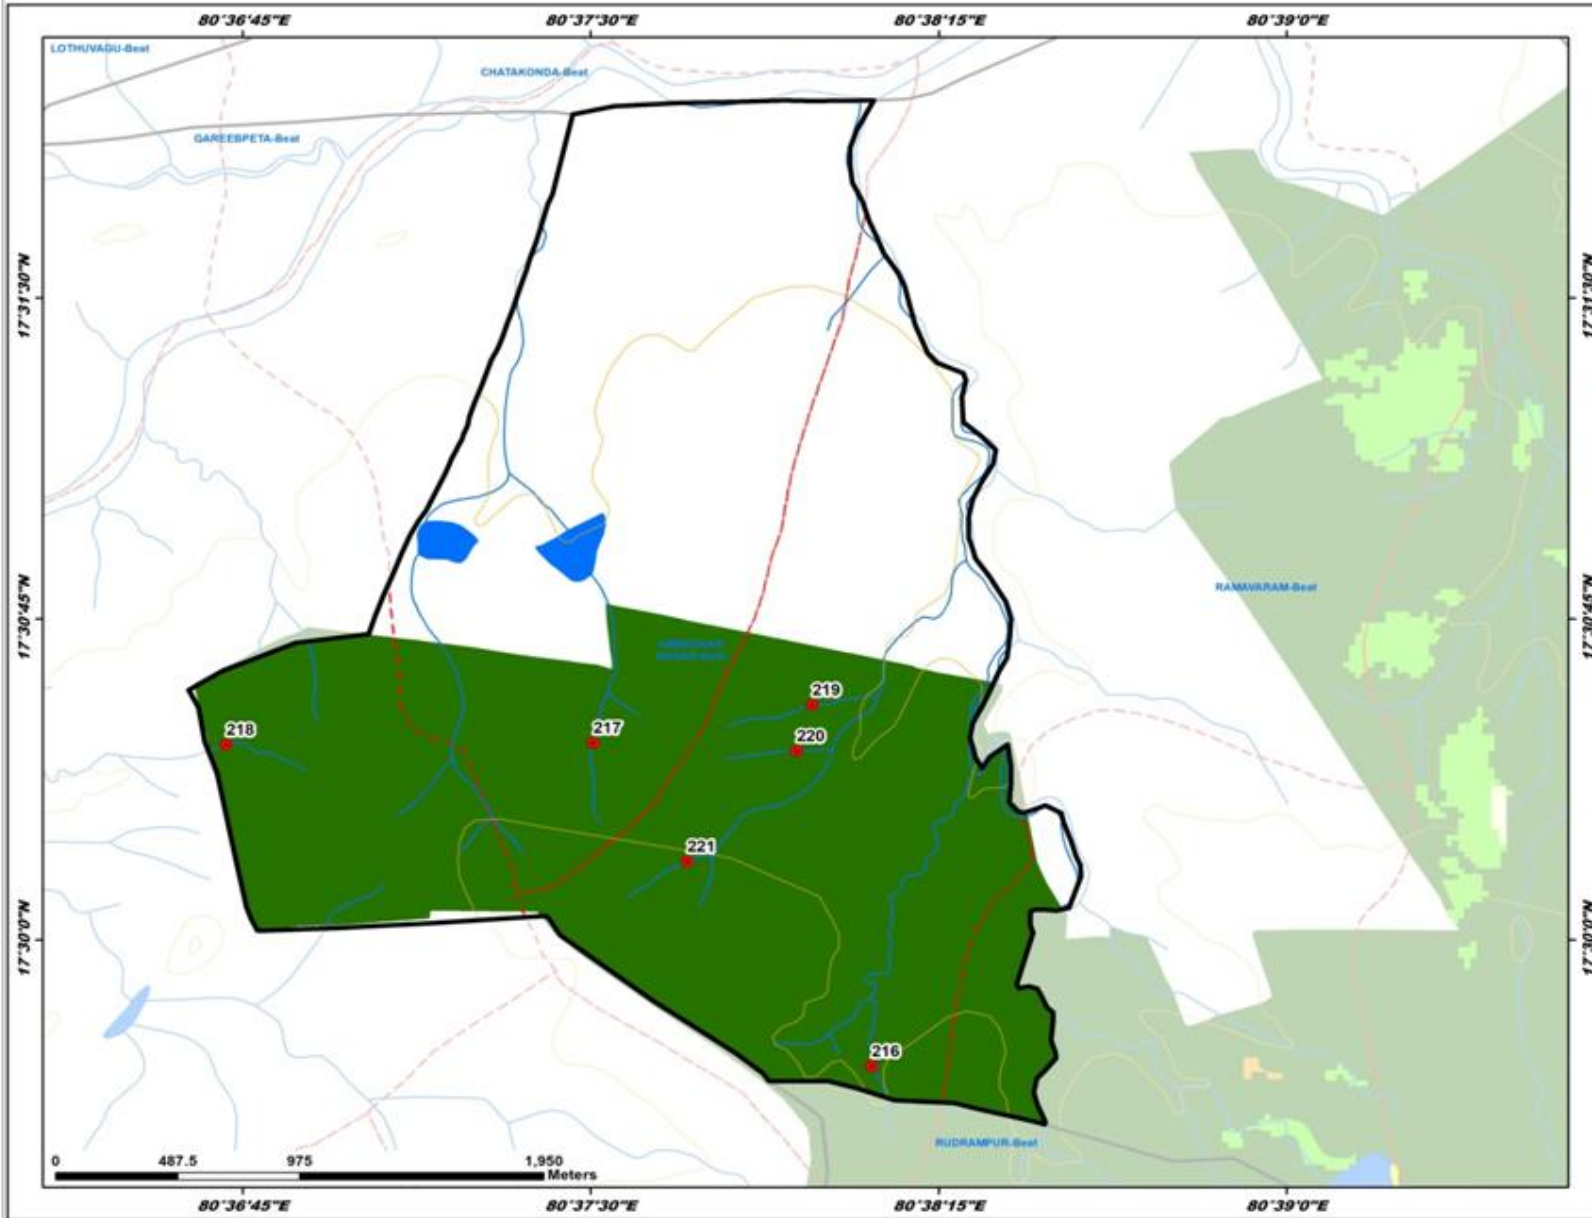 80°36'45"E 80°37'30"E 80°38'15"E 80°39'0"E
LOTHUVAGU-Beat
CHATAKONDA-Beat
GAREEBPETA-Beat
17°31'30"N 17°31'30"N
RAMAVARAM-Beat
17°30'45"N 17°30'45"N
219
218
217
220
221
17°30'0"N 17°30'0"N
216
RUDRAMPUR-Beat
0 487.5 975 1,950
Meters
80°36'45"E 80°37'30"E 80°38'15"E 80°39'0"E